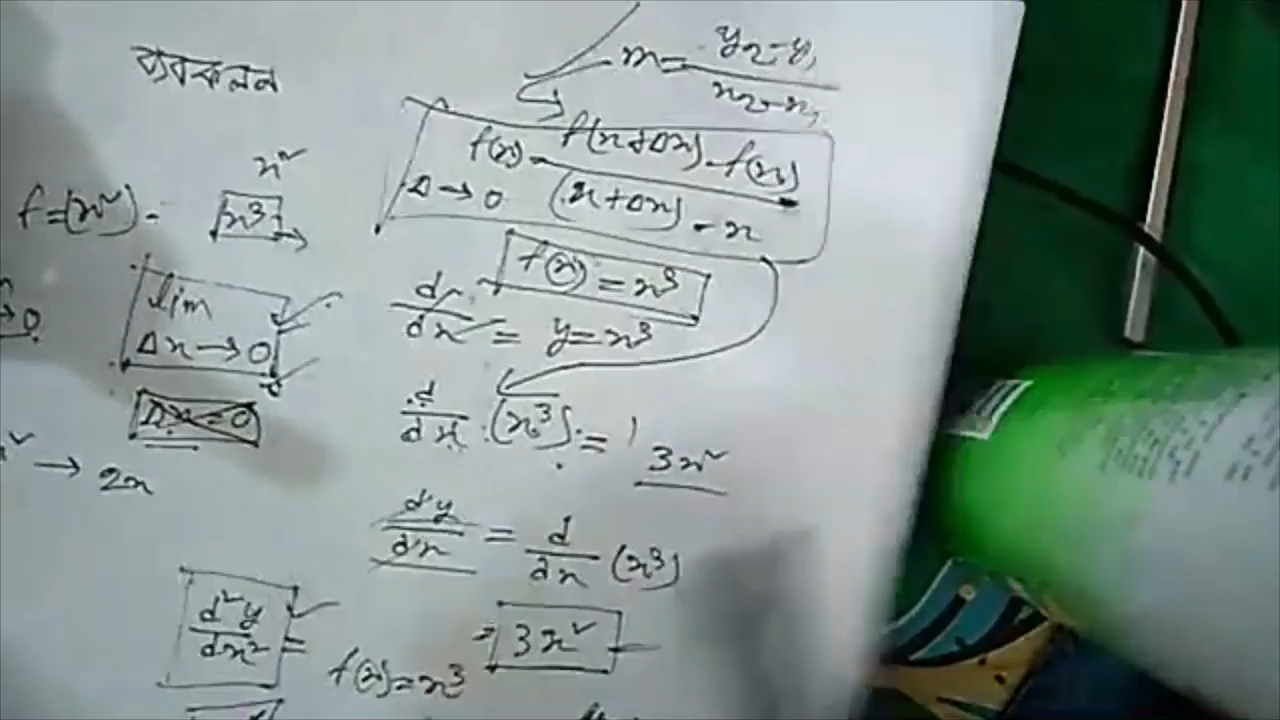 ব্যবকলন
m = y₂-y₁ / x₂-x₁
x²
f(x) f(x+Δx)-f(x) / (x+Δx)-x
Δ→0
f=(x²)- x³
f(x) = x³
lim
Δx→0
→0
d/dx = y=x³
Δx=0
d/dx (x³) = 3x²
x² → 2x
dy/dx = d/dx (x³)
d²y/dx² =
= 3x²
f(x)=x³